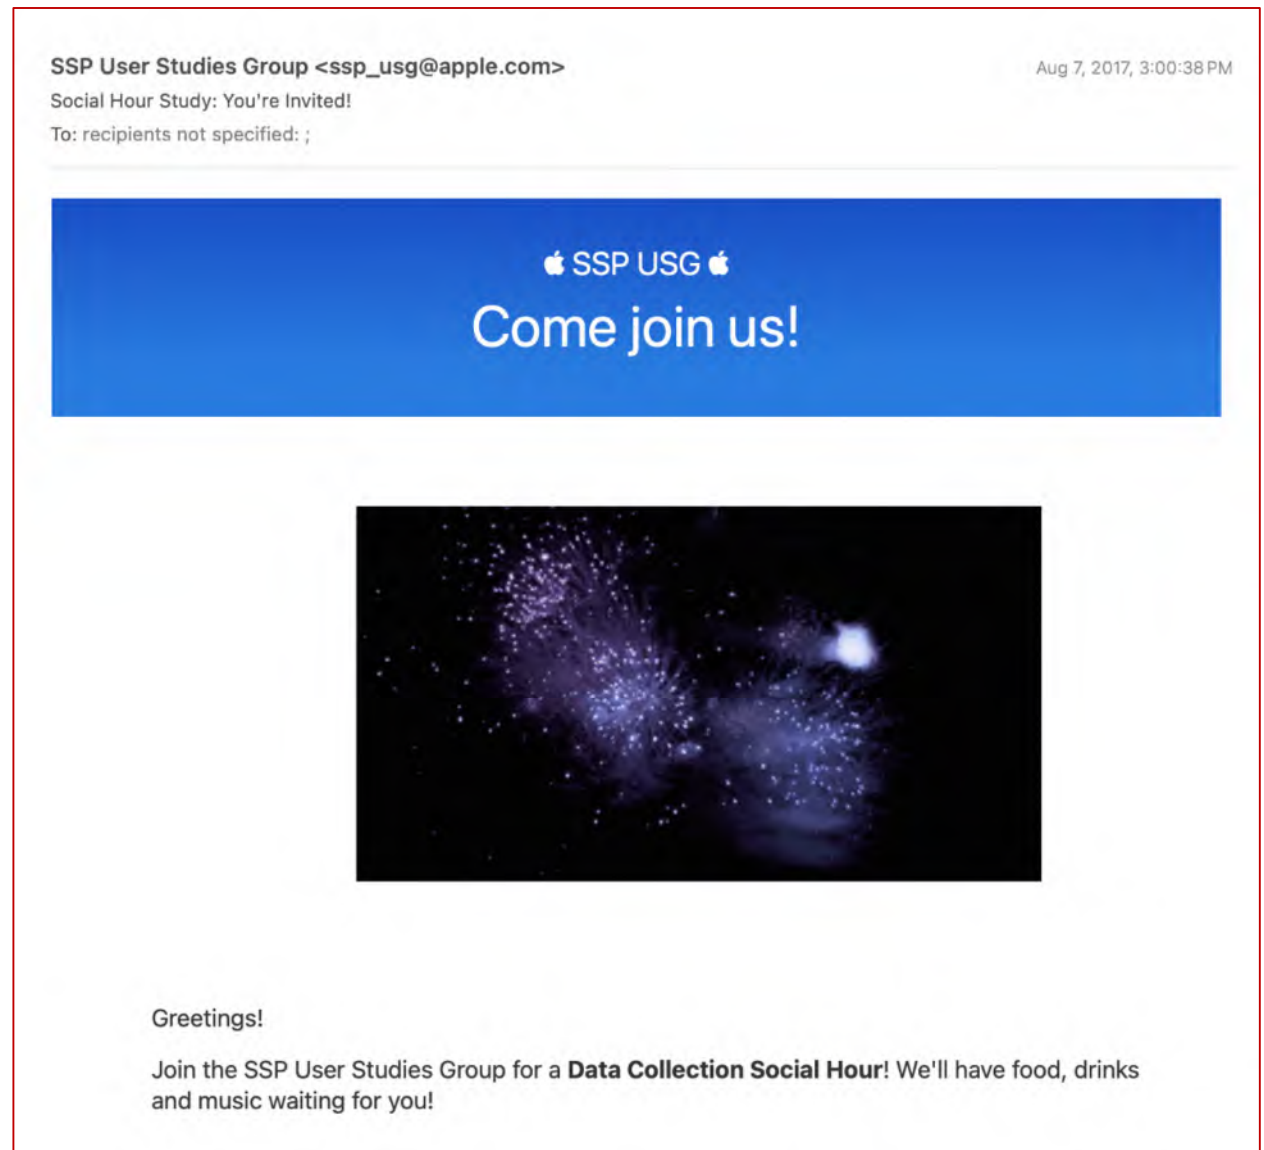 SSP User Studies Group <ssp_usg@apple.com>
Aug 7, 2017, 3:00:38 PM
Social Hour Study: You're Invited!
To: recipients not specified: ;
SSP USG
Come join us!
Greetings!
Join the SSP User Studies Group for a Data Collection Social Hour! We'll have food, drinks
and music waiting for you!